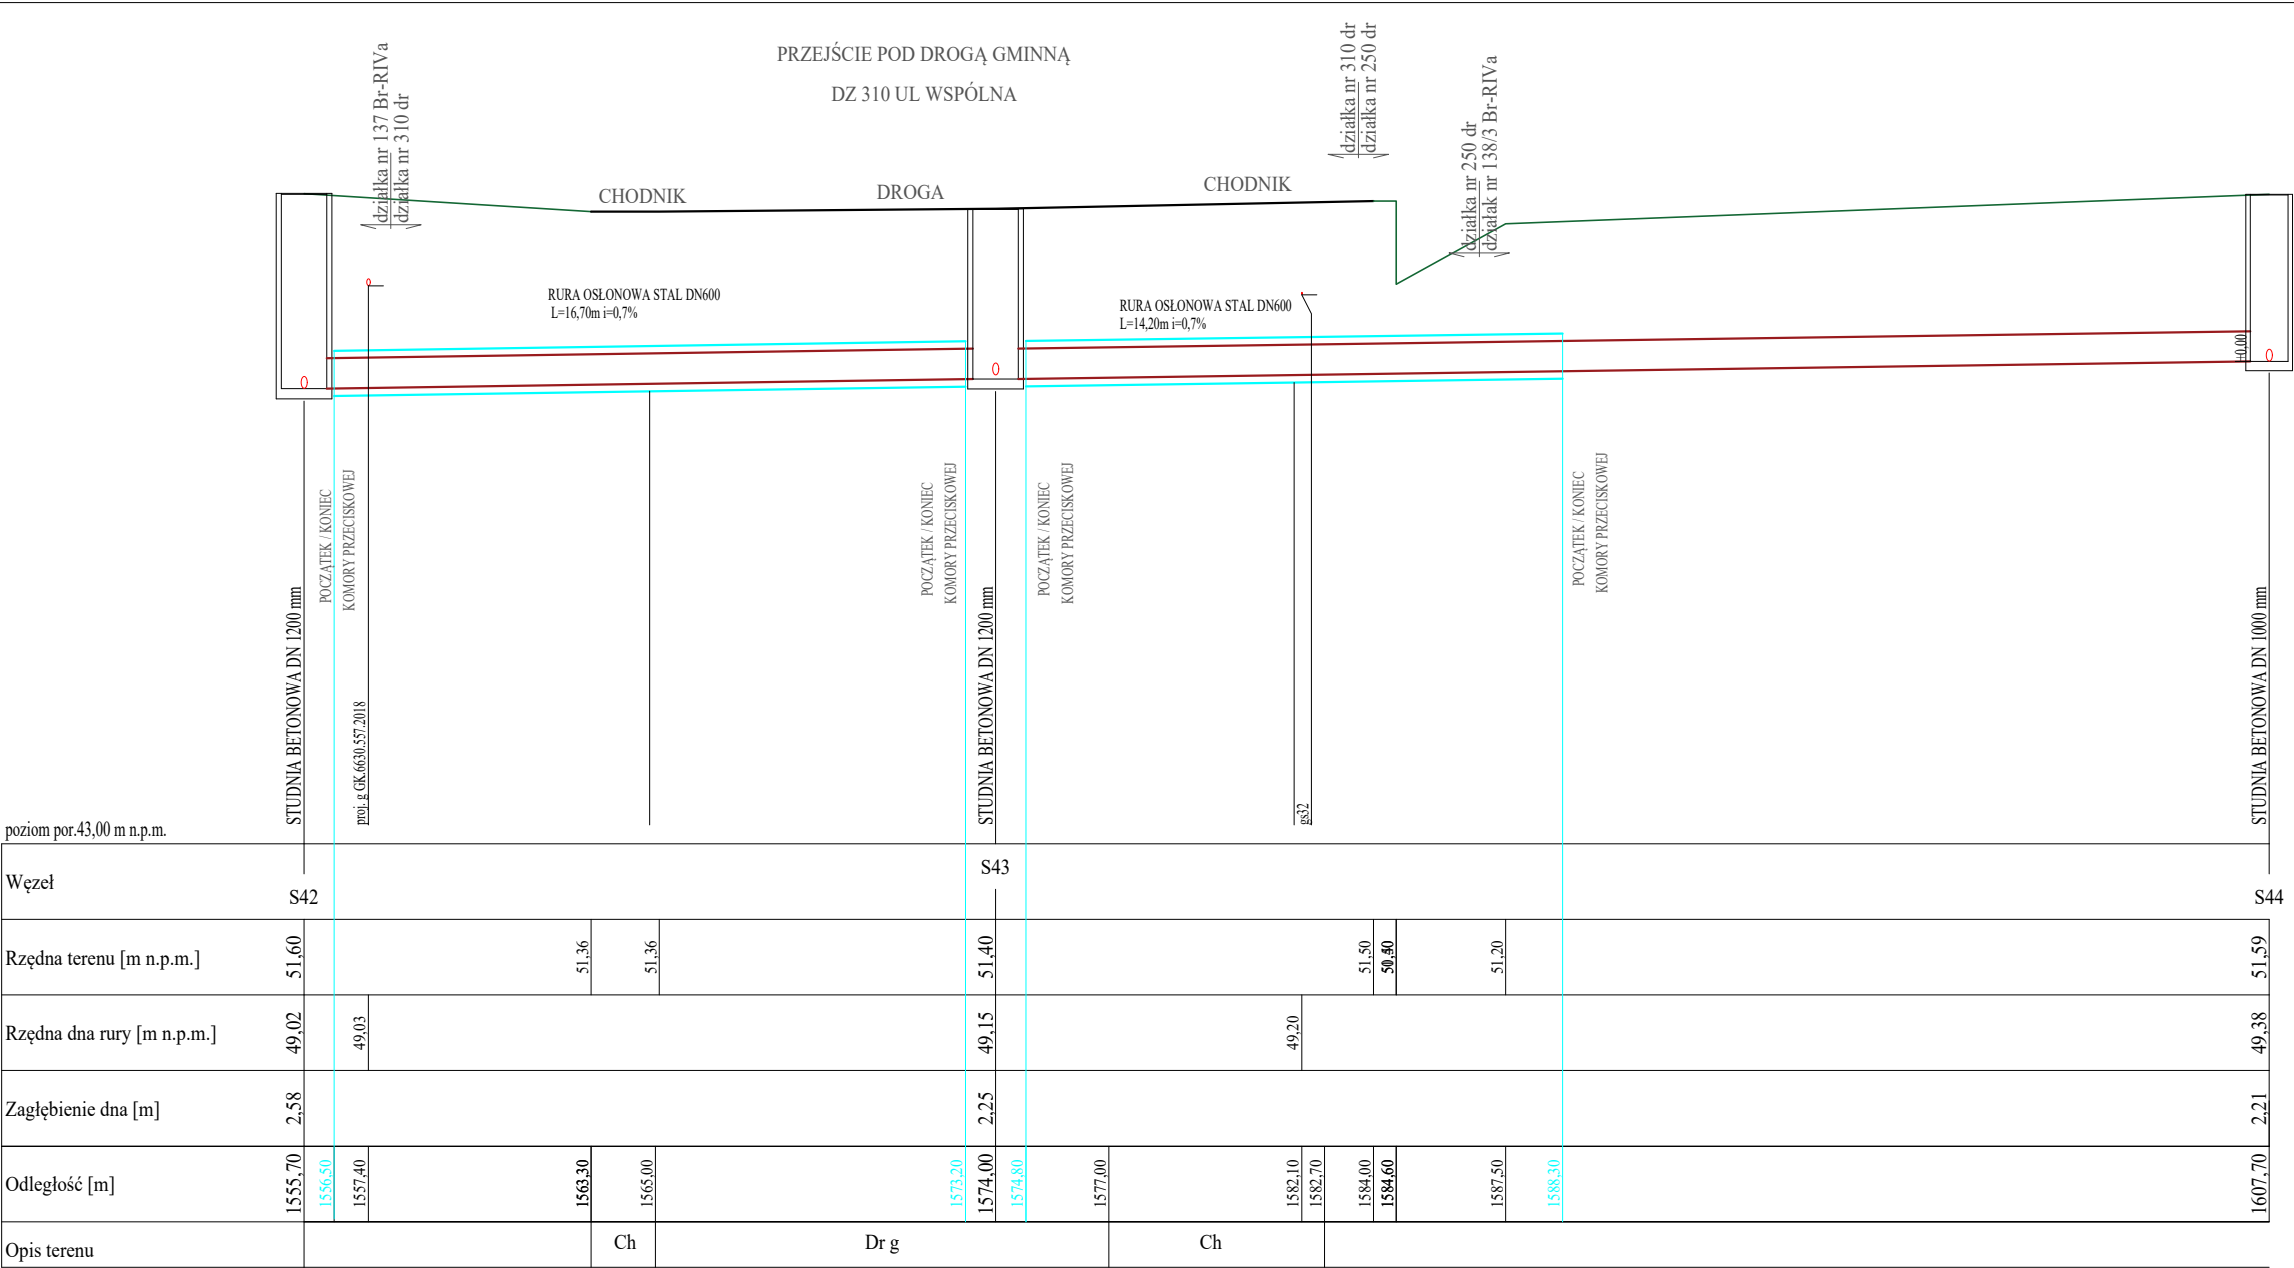 PRZEJŚCIE POD DROGĄ GMINNĄ
DZ 310 UL WSPÓLNA
działka nr 137 Br-RIVa
działka nr 310 dr
działka nr 310 dr
działka nr 250 dr
działka nr 250 dr
działak nr 138/3 Br-RIVa
CHODNIK
DROGA
CHODNIK
RURA OSŁONOWA STAL DN600
L=16,70m i=0,7%
RURA OSŁONOWA STAL DN600
L=14,20m i=0,7%
±0,00
POCZĄTEK / KONIEC
KOMORY PRZECISKOWEJ
POCZĄTEK / KONIEC
KOMORY PRZECISKOWEJ
POCZĄTEK / KONIEC
KOMORY PRZECISKOWEJ
POCZĄTEK / KONIEC
KOMORY PRZECISKOWEJ
STUDNIA BETONOWA DN 1200 mm
proj. g GK.6630.557.2018
STUDNIA BETONOWA DN 1200 mm
gs32
STUDNIA BETONOWA DN 1000 mm
poziom por.43,00 m n.p.m.
Węzeł
S42
S43
S44
Rzędna terenu [m n.p.m.]
51,60
51,36
51,36
51,40
51,50
51,20
51,59
Rzędna dna rury [m n.p.m.]
49,02
49,03
49,15
49,20
49,38
Zagłębienie dna [m]
2,58
2,25
2,21
Odległość [m]
1555,70
1556,50
1557,40
1563,30
1565,00
1573,20
1574,00
1574,80
1577,00
1582,10
1582,70
1584,00
1584,60
1587,50
1588,30
1607,70
Opis terenu
Ch
Dr g
Ch